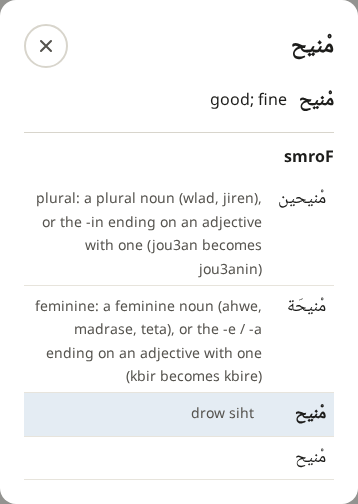 مْنيح
مْنيح good; fine
smroF
مْنيحين plural: a plural noun (wlad, jiren),
or the -in ending on an adjective
with one (jou3an becomes
jou3anin)
مْنيحَة feminine: a feminine noun (ahwe,
madrase, teta), or the -e / -a
ending on an adjective with one
(kbir becomes kbire)
مْنيح drow siht
مْنيح